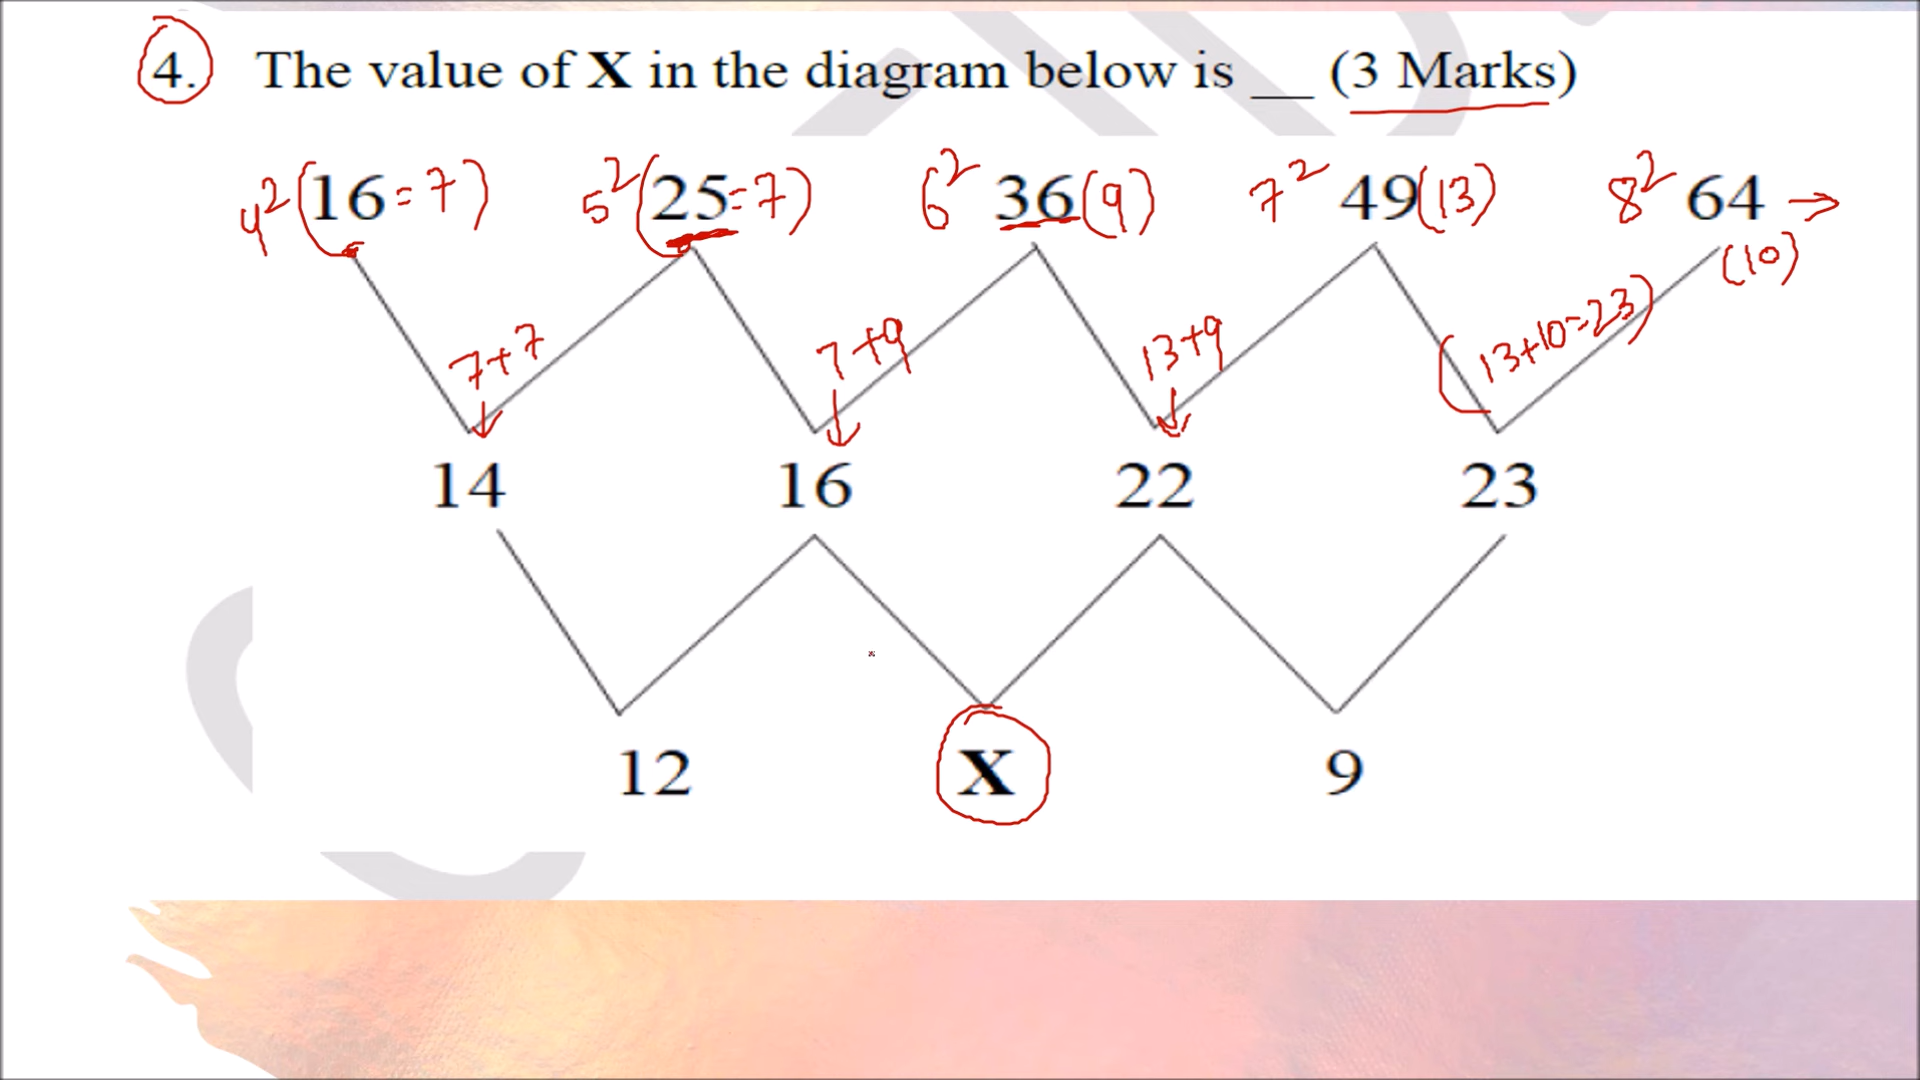 4. The value of X in the diagram below is __ (3 Marks)
4² (16=7) 5² (25=7) 6² 36(9) 7² 49(13) 8² 64 →
(10)
7+7 7+9 13+9 (13+10=23)
14 16 22 23
12 X 9